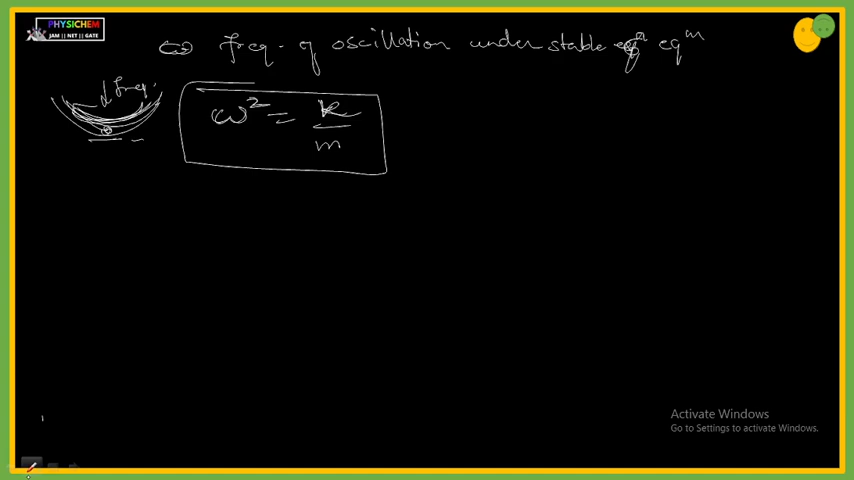 PHYSICHEM
JAM || NET || GATE
⇔ freq. of oscillation under stable eqᵐ
↓ freq.
ω² = k/m
Activate Windows
Go to Settings to activate Windows.